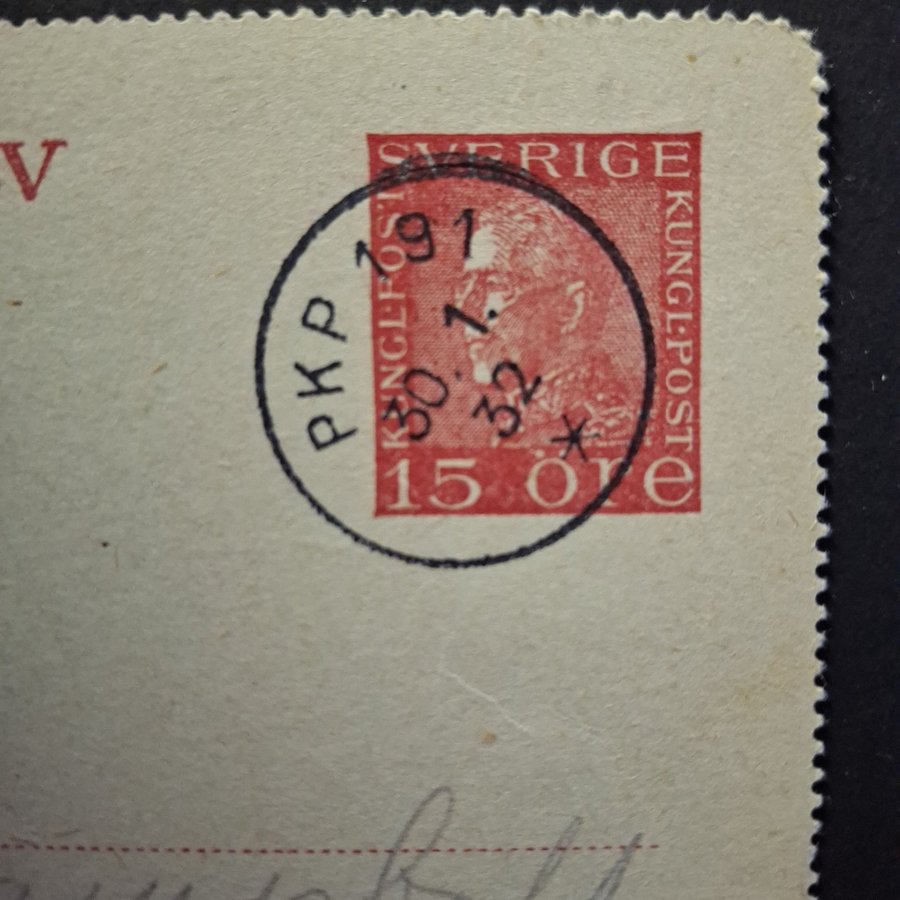 V
SVERIGE
KUNGL.POST
KUNGL.POST
15 öre
PKP 191
30. 1.
32
*